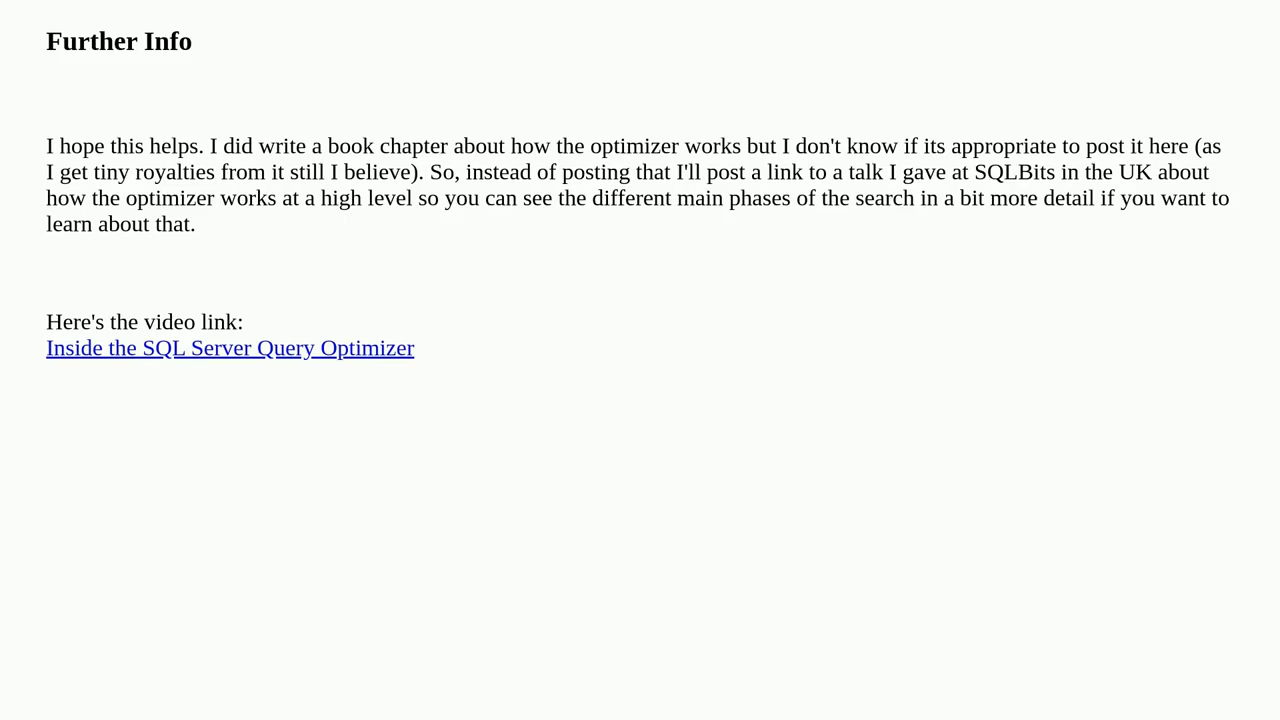 Further Info
I hope this helps. I did write a book chapter about how the optimizer works but I don't know if its appropriate to post it here (as
I get tiny royalties from it still I believe). So, instead of posting that I'll post a link to a talk I gave at SQLBits in the UK about
how the optimizer works at a high level so you can see the different main phases of the search in a bit more detail if you want to
learn about that.
Here's the video link:
Inside the SQL Server Query Optimizer